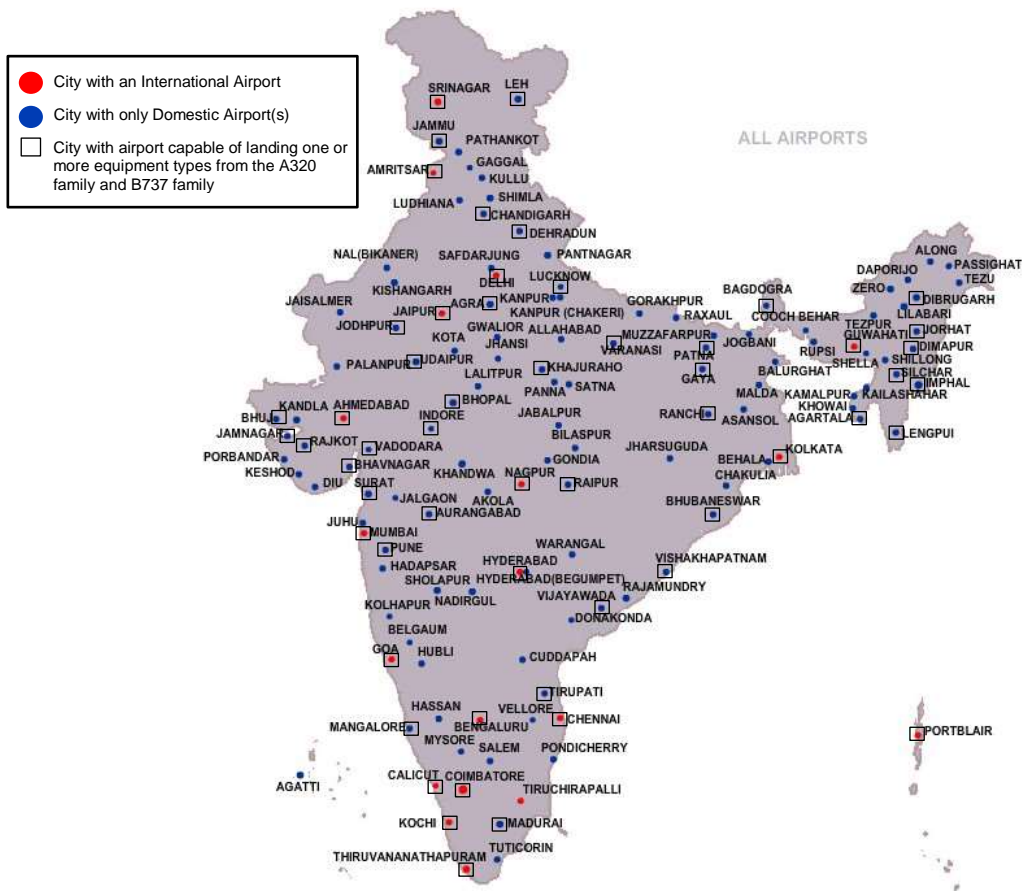 City with an International Airport
City with only Domestic Airport(s)
City with airport capable of landing one or
more equipment types from the A320
family and B737 family
ALL AIRPORTS
SRINAGAR
LEH
JAMMU
PATHANKOT
AMRITSAR
GAGGAL
KULLU
LUDHIANA
SHIMLA
CHANDIGARH
DEHRADUN
NAL(BIKANER)
SAFDARJUNG
PANTNAGAR
DELHI
LUCKNOW
KISHANGARH
JAISALMER
JAIPUR
AGRA
KANPUR
KANPUR (CHAKERI)
GORAKHPUR
RAXAUL
BAGDOGRA
COOCH BEHAR
ALONG
PASSIGHAT
DAPORIJO
TEZU
ZERO
DIBRUGARH
LILABARI
TEZPUR
JORHAT
GUWAHATI
DIMAPUR
RUPSI
SHELLA
SHILLONG
SILCHAR
IMPHAL
JODHPUR
KOTA
GWALIOR
JHANSI
ALLAHABAD
MUZZAFARPUR
VARANASI
PATNA
JOGBANI
PALANPUR
UDAIPUR
LALITPUR
KHAJURAHO
PANNA
SATNA
GAYA
BALURGHAT
MALDA
KAMALPUR
KAILASHAHAR
KHOWAI
AGARTALA
LENGPUI
KANDLA
AHMEDABAD
BHUJ
JAMNAGAR
RAJKOT
INDORE
BHOPAL
JABALPUR
RANCHI
ASANSOL
PORBANDAR
KESHOD
VADODARA
BHAVNAGAR
BILASPUR
JHARSUGUDA
KOLKATA
BEHALA
DIU
SURAT
KHANDWA
NAGPUR
GONDIA
RAIPUR
CHAKULIA
JALGAON
AKOLA
AURANGABAD
BHUBANESWAR
JUHU
MUMBAI
PUNE
HADAPSAR
WARANGAL
HYDERABAD
HYDERABAD(BEGUMPET)
VISHAKHAPATNAM
SHOLAPUR
NADIRGUL
RAJAMUNDRY
VIJAYAWADA
KOLHAPUR
DONAKONDA
BELGAUM
GOA
HUBLI
CUDDAPAH
TIRUPATI
HASSAN
VELLORE
MANGALORE
BENGALURU
CHENNAI
PORTBLAIR
MYSORE
SALEM
PONDICHERRY
AGATTI
CALICUT
COIMBATORE
TIRUCHIRAPALLI
KOCHI
MADURAI
THIRUVANANATHAPURAM
TUTICORIN